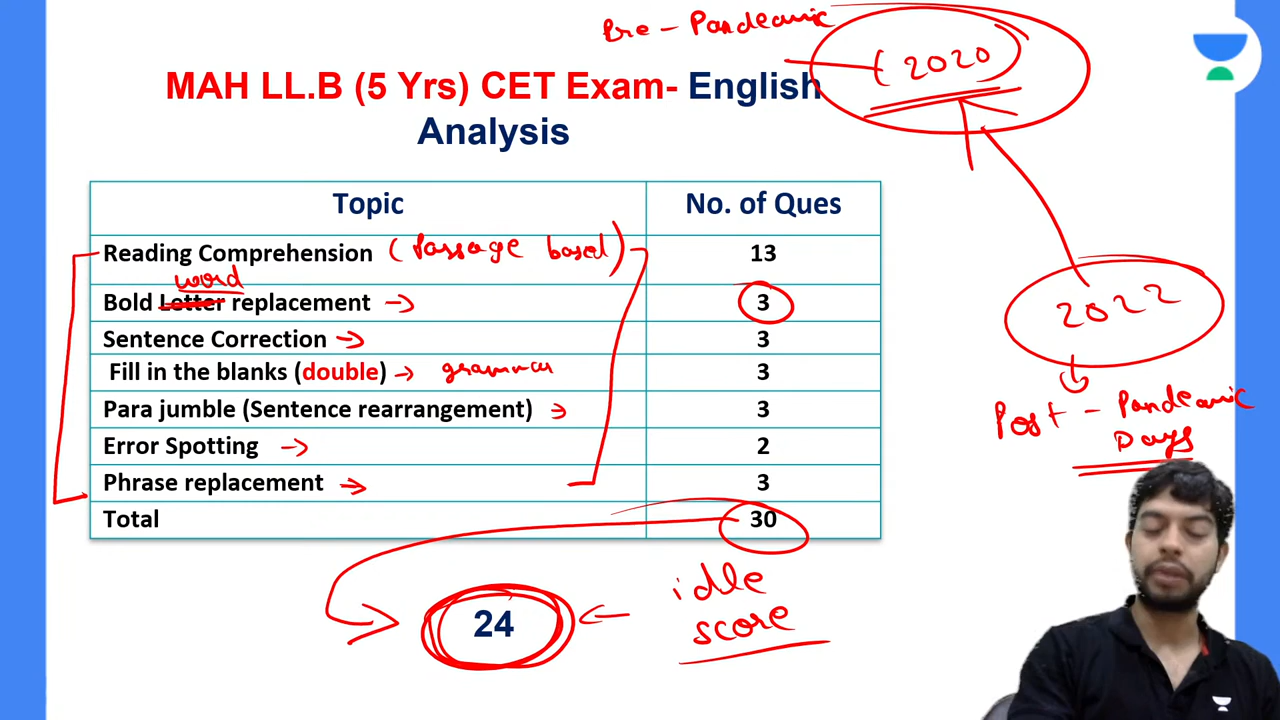 Pre - Pandeamic
(2020)
MAH LL.B (5 Yrs) CET Exam- English
Analysis
Topic No. of Ques
Reading Comprehension (Passage based) 13
word
Bold Letter replacement 3
Sentence Correction 3
Fill in the blanks (double) grammar 3
Para jumble (Sentence rearrangement) 3
Error Spotting 2
Phrase replacement 3
Total 30
2022
Post - Pandeamic
Days
24
idle
score